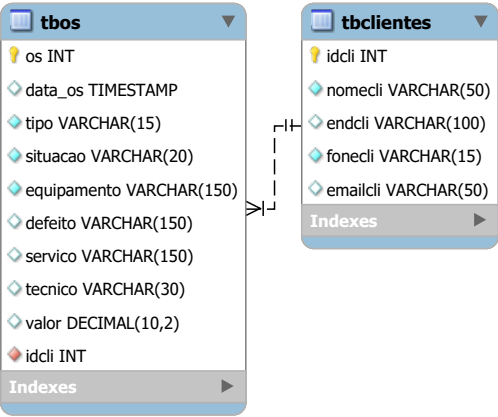 tbos
os INT
data_os TIMESTAMP
tipo VARCHAR(15)
situacao VARCHAR(20)
equipamento VARCHAR(150)
defeito VARCHAR(150)
servico VARCHAR(150)
tecnico VARCHAR(30)
valor DECIMAL(10,2)
idcli INT
Indexes
tbclientes
idcli INT
nomecli VARCHAR(50)
endcli VARCHAR(100)
fonecli VARCHAR(15)
emailcli VARCHAR(50)
Indexes